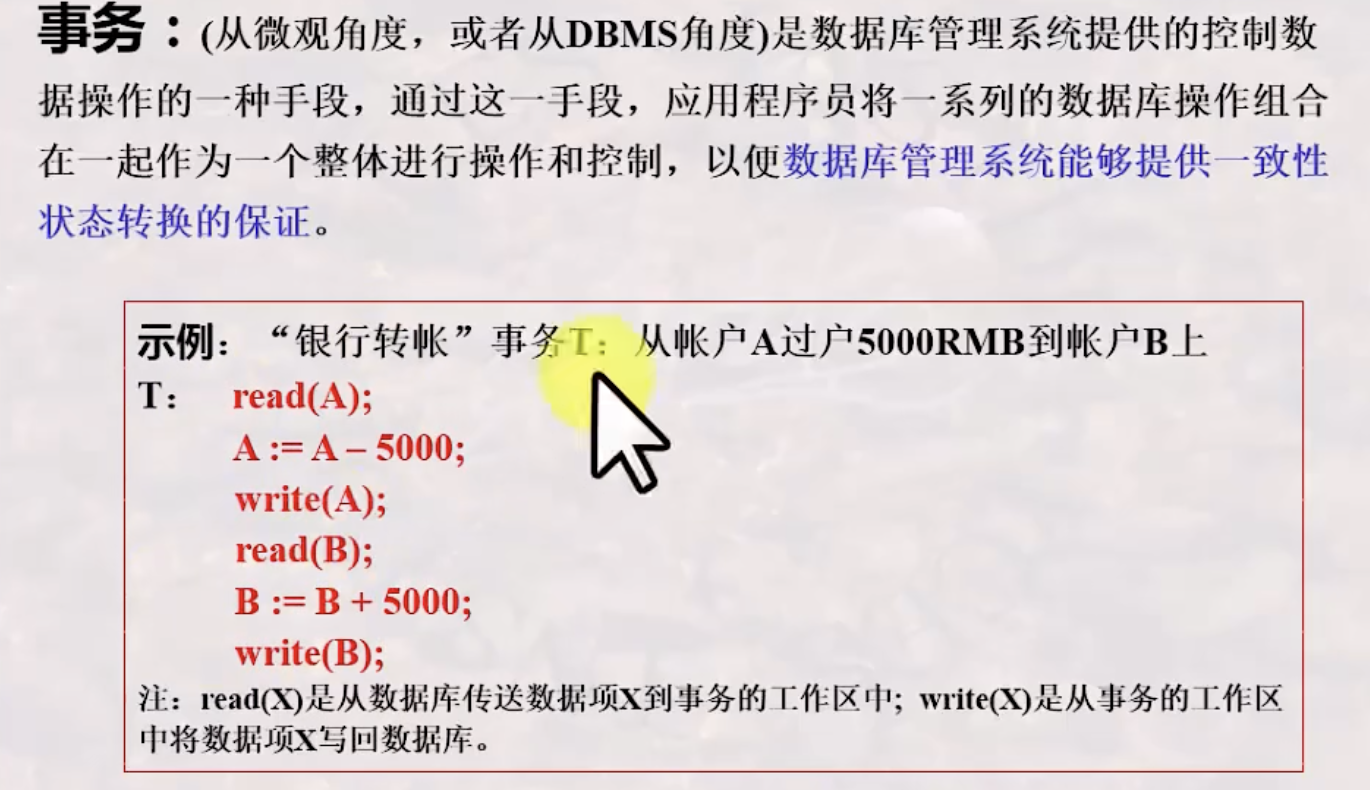 事务：(从微观角度，或者从DBMS角度)是数据库管理系统提供的控制数
据操作的一种手段，通过这一手段，应用程序员将一系列的数据库操作组合
在一起作为一个整体进行操作和控制，以便数据库管理系统能够提供一致性
状态转换的保证。
示例：“银行转帐”事务T：从帐户A过户5000RMB到帐户B上
T： read(A);
A := A – 5000;
write(A);
read(B);
B := B + 5000;
write(B);
注：read(X)是从数据库传送数据项X到事务的工作区中; write(X)是从事务的工作区
中将数据项X写回数据库。